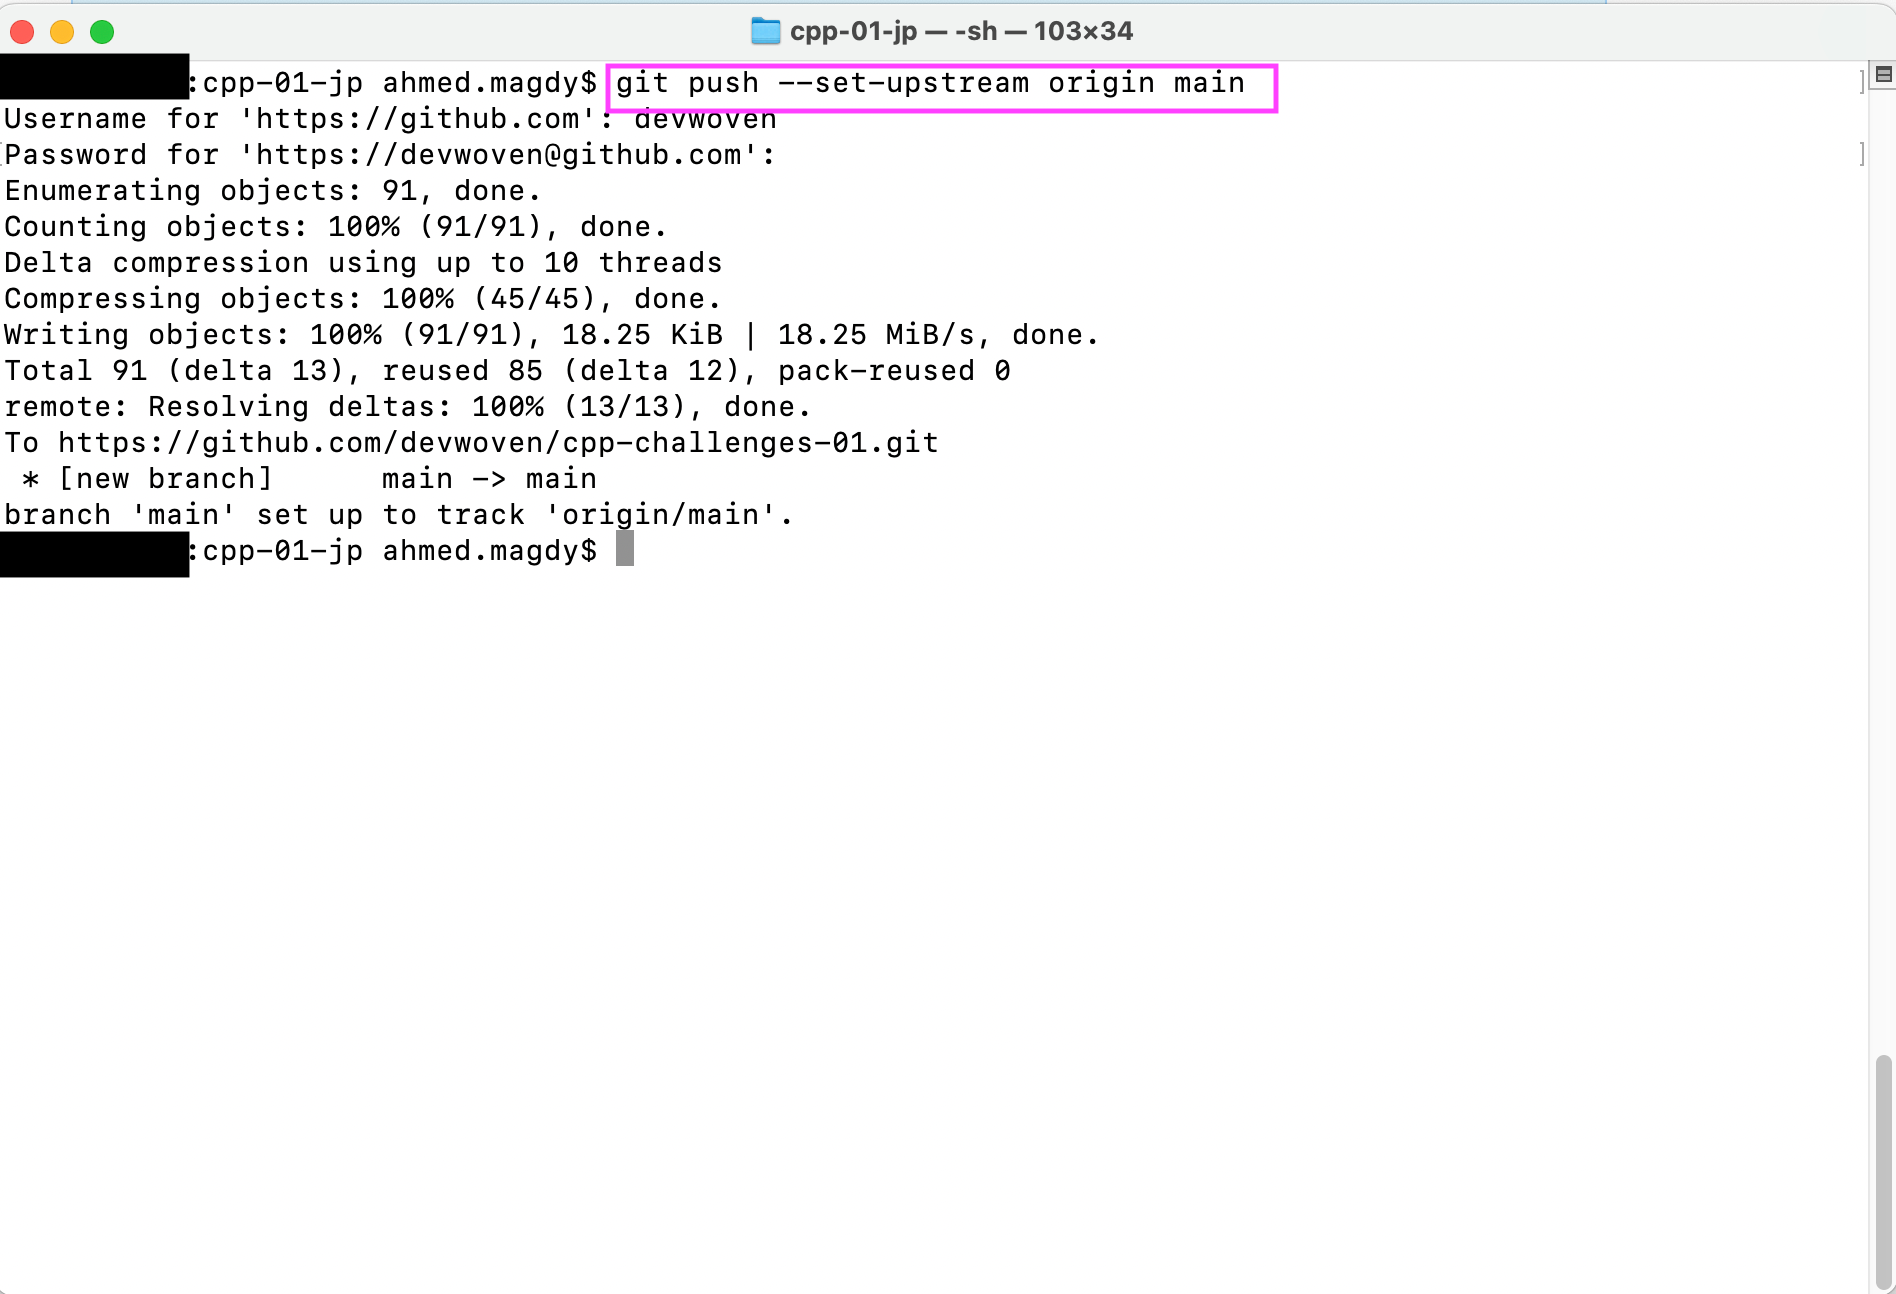 cpp-01-jp — -sh — 103×34
:cpp-01-jp ahmed.magdy$ git push --set-upstream origin main
Username for 'https://github.com': devwoven
Password for 'https://devwoven@github.com':
Enumerating objects: 91, done.
Counting objects: 100% (91/91), done.
Delta compression using up to 10 threads
Compressing objects: 100% (45/45), done.
Writing objects: 100% (91/91), 18.25 KiB | 18.25 MiB/s, done.
Total 91 (delta 13), reused 85 (delta 12), pack-reused 0
remote: Resolving deltas: 100% (13/13), done.
To https://github.com/devwoven/cpp-challenges-01.git
 * [new branch]      main -> main
branch 'main' set up to track 'origin/main'.
:cpp-01-jp ahmed.magdy$